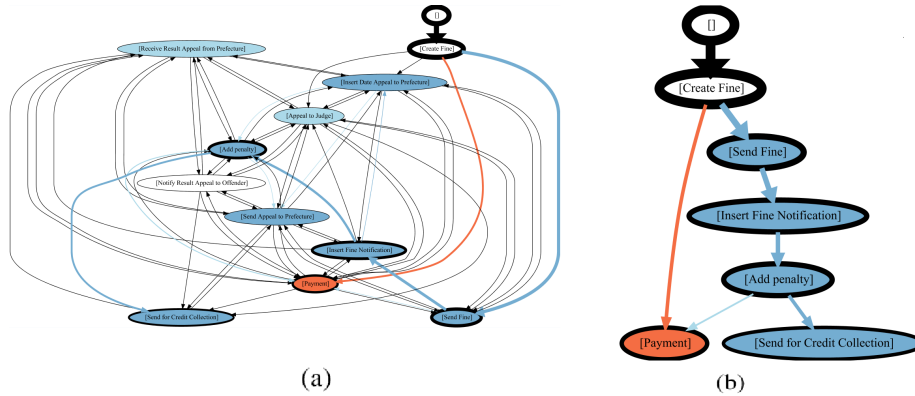 []
[Create Fine]
[Receive Result Appeal from Prefecture]
[Insert Date Appeal to Prefecture]
[Appeal to Judge]
[Add penalty]
[Notify Result Appeal to Offender]
[Send Appeal to Prefecture]
[Insert Fine Notification]
[Payment]
[Send for Credit Collection]
[Send Fine]
(a)
[]
[Create Fine]
[Send Fine]
[Insert Fine Notification]
[Add penalty]
[Payment]
[Send for Credit Collection]
(b)